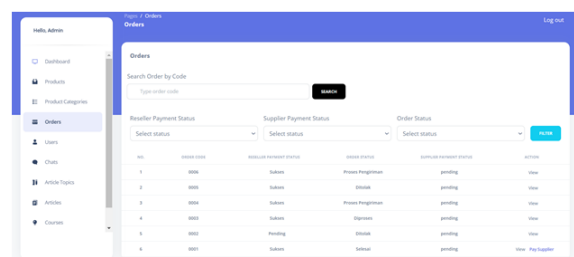 Pages / Orders
Orders
Log out
Hello, Admin
Dashboard
Products
Product Categories
Orders
Users
Chats
Article Topics
Articles
Courses
Orders
Search Order by Code
Type order code
SEARCH
Reseller Payment Status
Supplier Payment Status
Order Status
Select status
Select status
Select status
FILTER
NO ORDER CODE RESELLER PAYMENT STATUS ORDER STATUS SUPPLIER PAYMENT STATUS ACTION
1 0006 Sukses Proses Pengiriman pending View
2 0005 Sukses Ditolak pending View
3 0004 Sukses Proses Pengiriman pending View
4 0003 Sukses Diproses pending View
5 0002 Pending Ditolak pending View
6 0001 Sukses Selesai pending View Pay Supplier